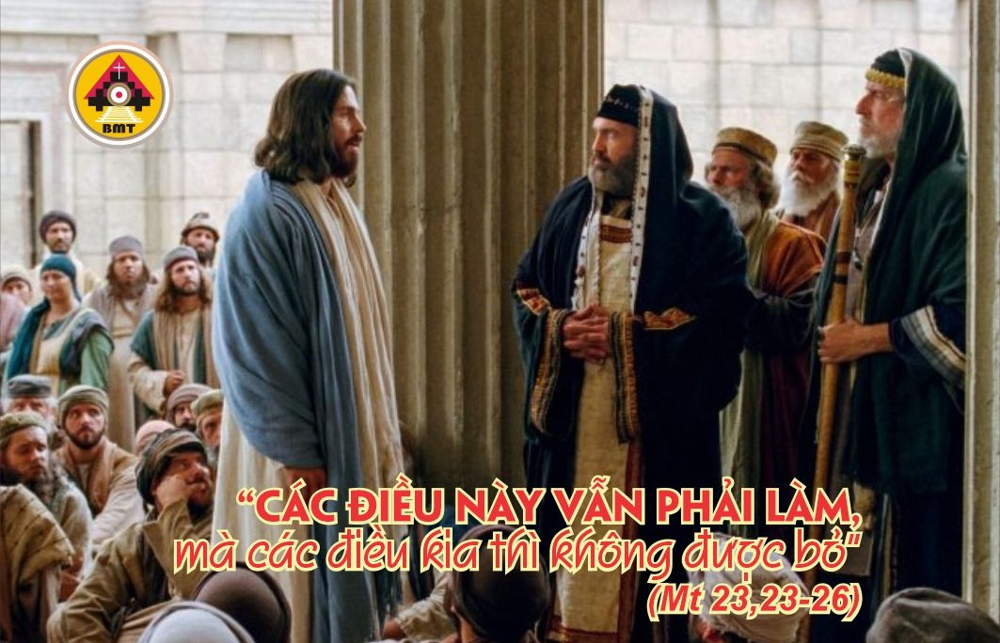 BMT
“CÁC ĐIỀU NÀY VẪN PHẢI LÀM,
mà các điều kia thì không được bỏ”
(Mt 23,23-26)